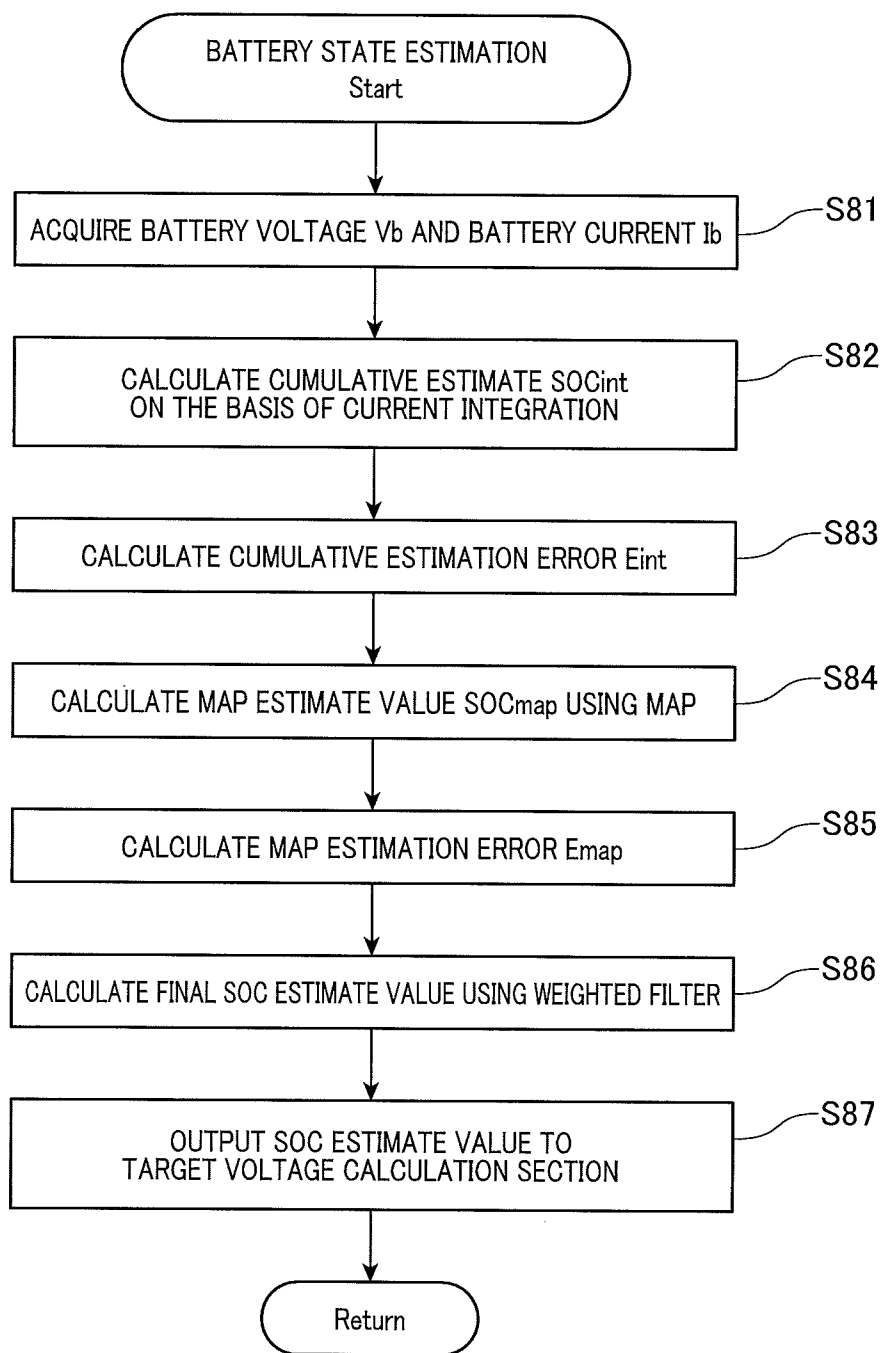 BATTERY STATE ESTIMATION
Start
ACQUIRE BATTERY VOLTAGE Vb AND BATTERY CURRENT Ib
S81
CALCULATE CUMULATIVE ESTIMATE SOCint
ON THE BASIS OF CURRENT INTEGRATION
S82
CALCULATE CUMULATIVE ESTIMATION ERROR Eint
S83
CALCULATE MAP ESTIMATE VALUE SOCmap USING MAP
S84
CALCULATE MAP ESTIMATION ERROR Emap
S85
CALCULATE FINAL SOC ESTIMATE VALUE USING WEIGHTED FILTER
S86
OUTPUT SOC ESTIMATE VALUE TO
TARGET VOLTAGE CALCULATION SECTION
S87
Return